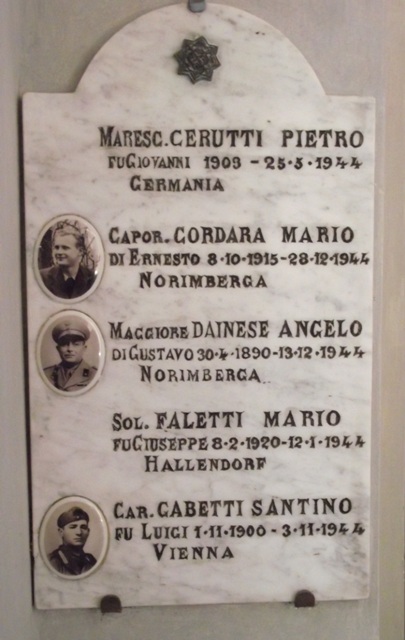 MARESC. CERUTTI PIETRO
FU GIOVANNI 1909 - 25·5·1944
GERMANIA
CAPOR. CORDARA MARIO
DI ERNESTO 8·10·1915-28·12·1944
NORIMBERGA
MAGGIORE DAINESE ANGELO
DI GUSTAVO 30·4·1890-13·12·1944
NORIMBERGA
SOL. FALETTI MARIO
FU GIUSEPPE 8·2·1920-12·1·1944
HALLENDORF
CAR. GABETTI SANTINO
FU LUIGI 1·11·1900 - 3·11·1944
VIENNA